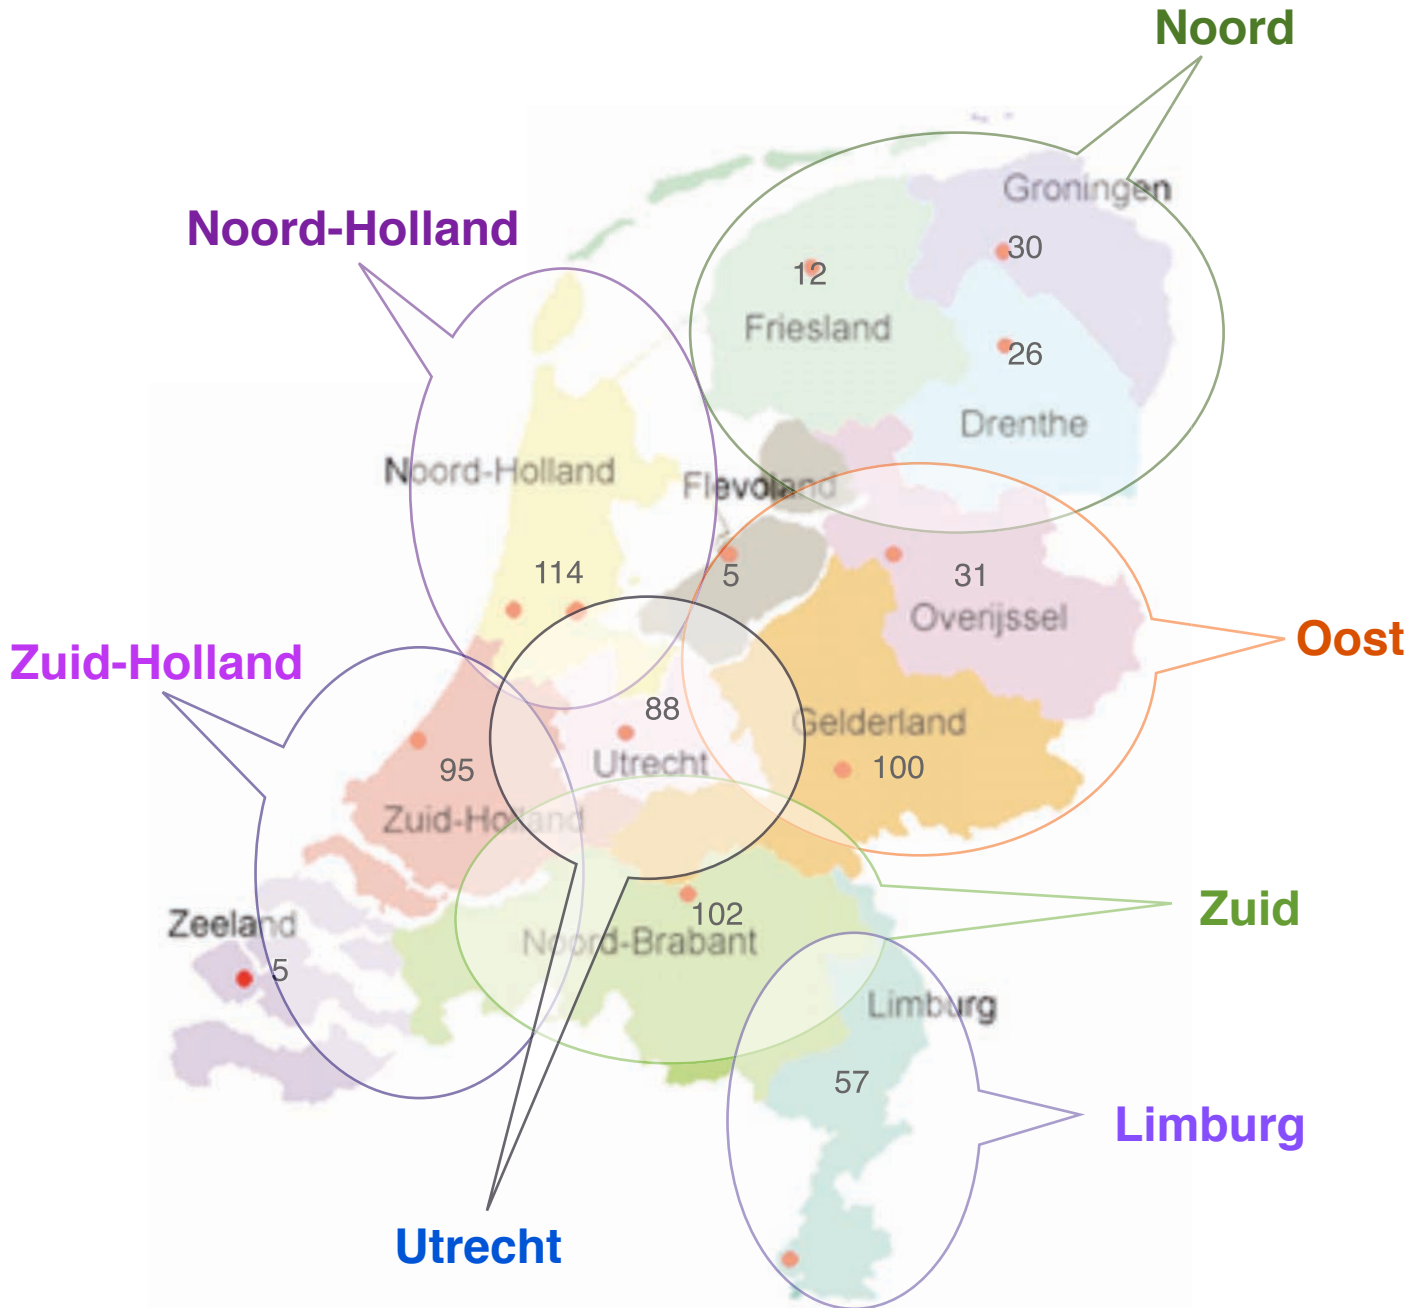 Noord
Groningen
Noord-Holland
30
12
Friesland
26
Drenthe
Noord-Holland
Flevoland
114
5
31
Overijssel
Oost
Zuid-Holland
88
Gelderland
95
Utrecht
100
Zuid-Holland
Zuid
102
Zeeland
Noord-Brabant
5
Limburg
57
Limburg
Utrecht